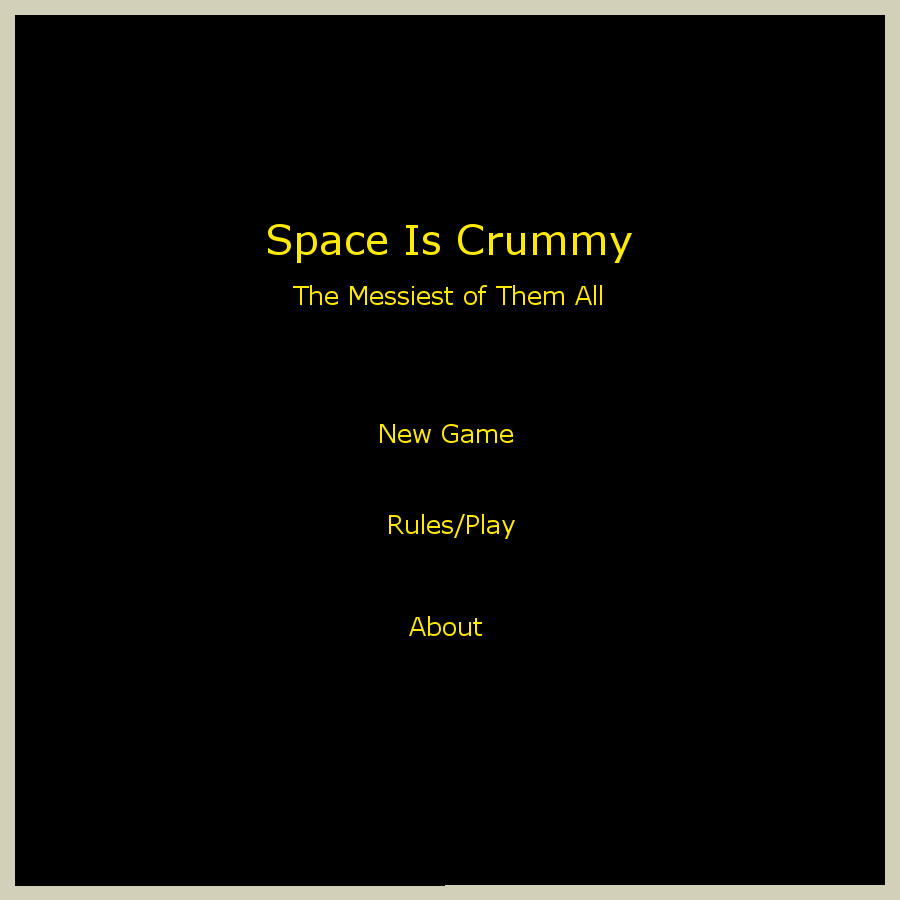 Space Is Crummy
The Messiest of Them All
New Game
Rules/Play
About